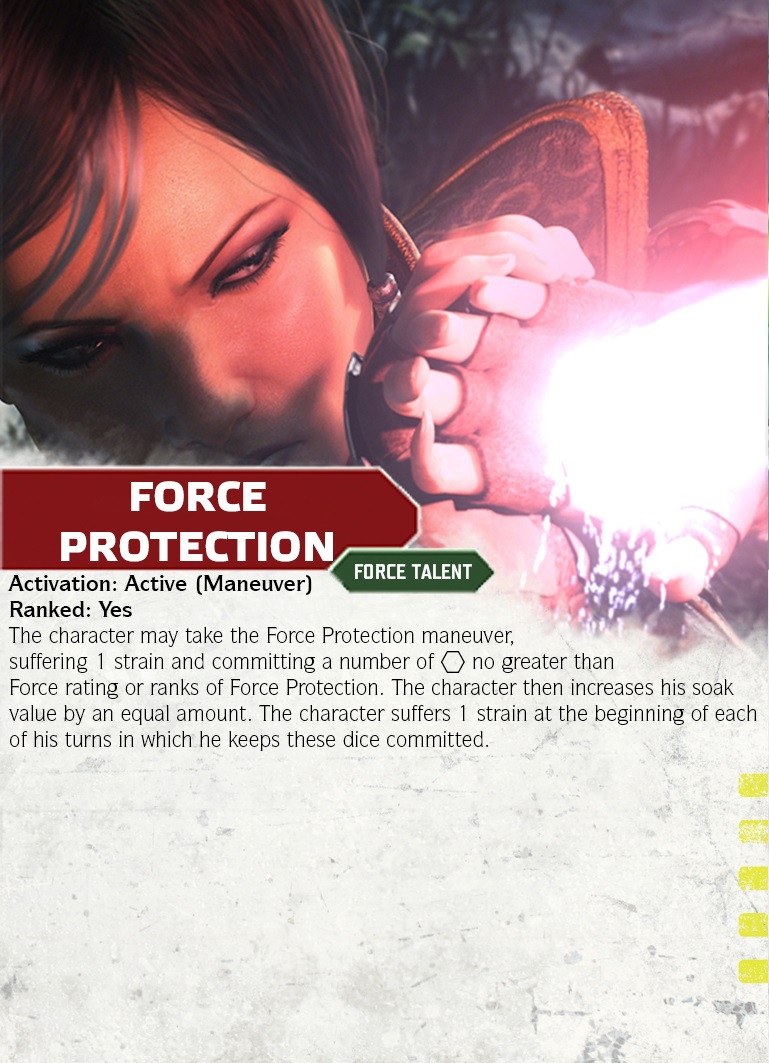 FORCE
PROTECTION
FORCE TALENT
Activation: Active (Maneuver)
Ranked: Yes
The character may take the Force Protection maneuver,
suffering 1 strain and committing a number of ⬡ no greater than
Force rating or ranks of Force Protection. The character then increases his soak
value by an equal amount. The character suffers 1 strain at the beginning of each
of his turns in which he keeps these dice committed.